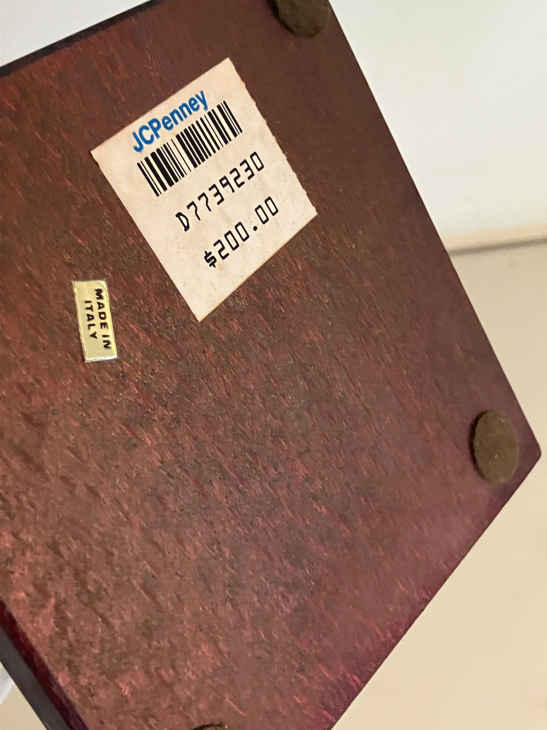 JCPenney
D7739230
$200.00
MADE IN
ITALY